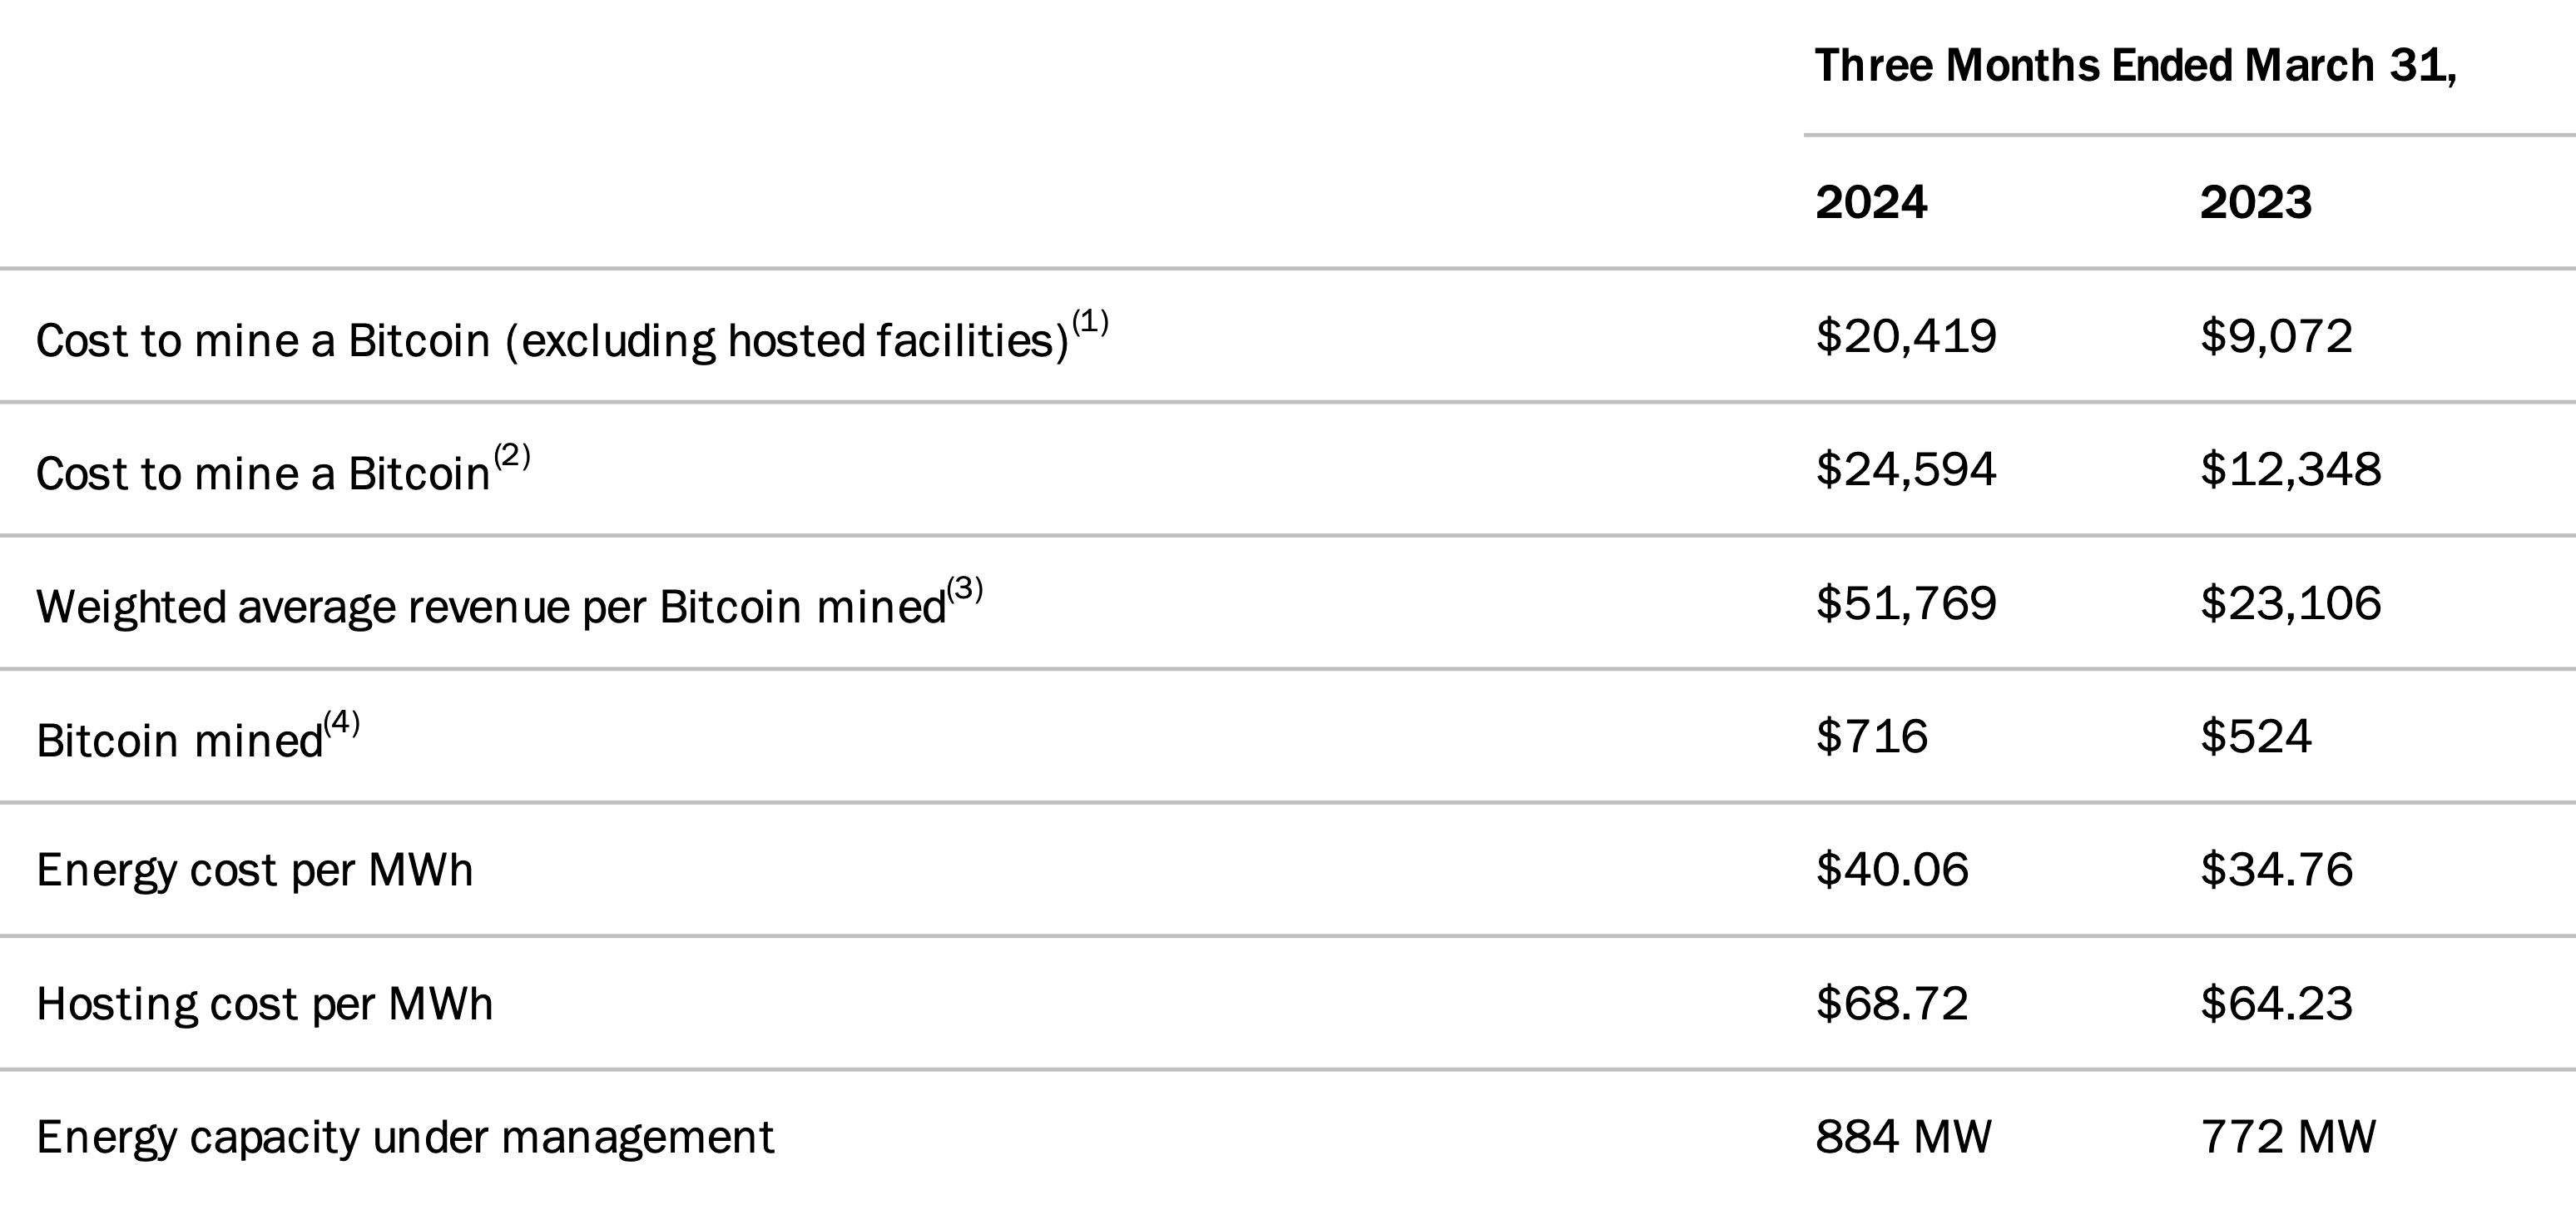 Three Months Ended March 31,
2024 2023
Cost to mine a Bitcoin (excluding hosted facilities)(1) $20,419 $9,072
Cost to mine a Bitcoin(2) $24,594 $12,348
Weighted average revenue per Bitcoin mined(3) $51,769 $23,106
Bitcoin mined(4) $716 $524
Energy cost per MWh $40.06 $34.76
Hosting cost per MWh $68.72 $64.23
Energy capacity under management 884 MW 772 MW